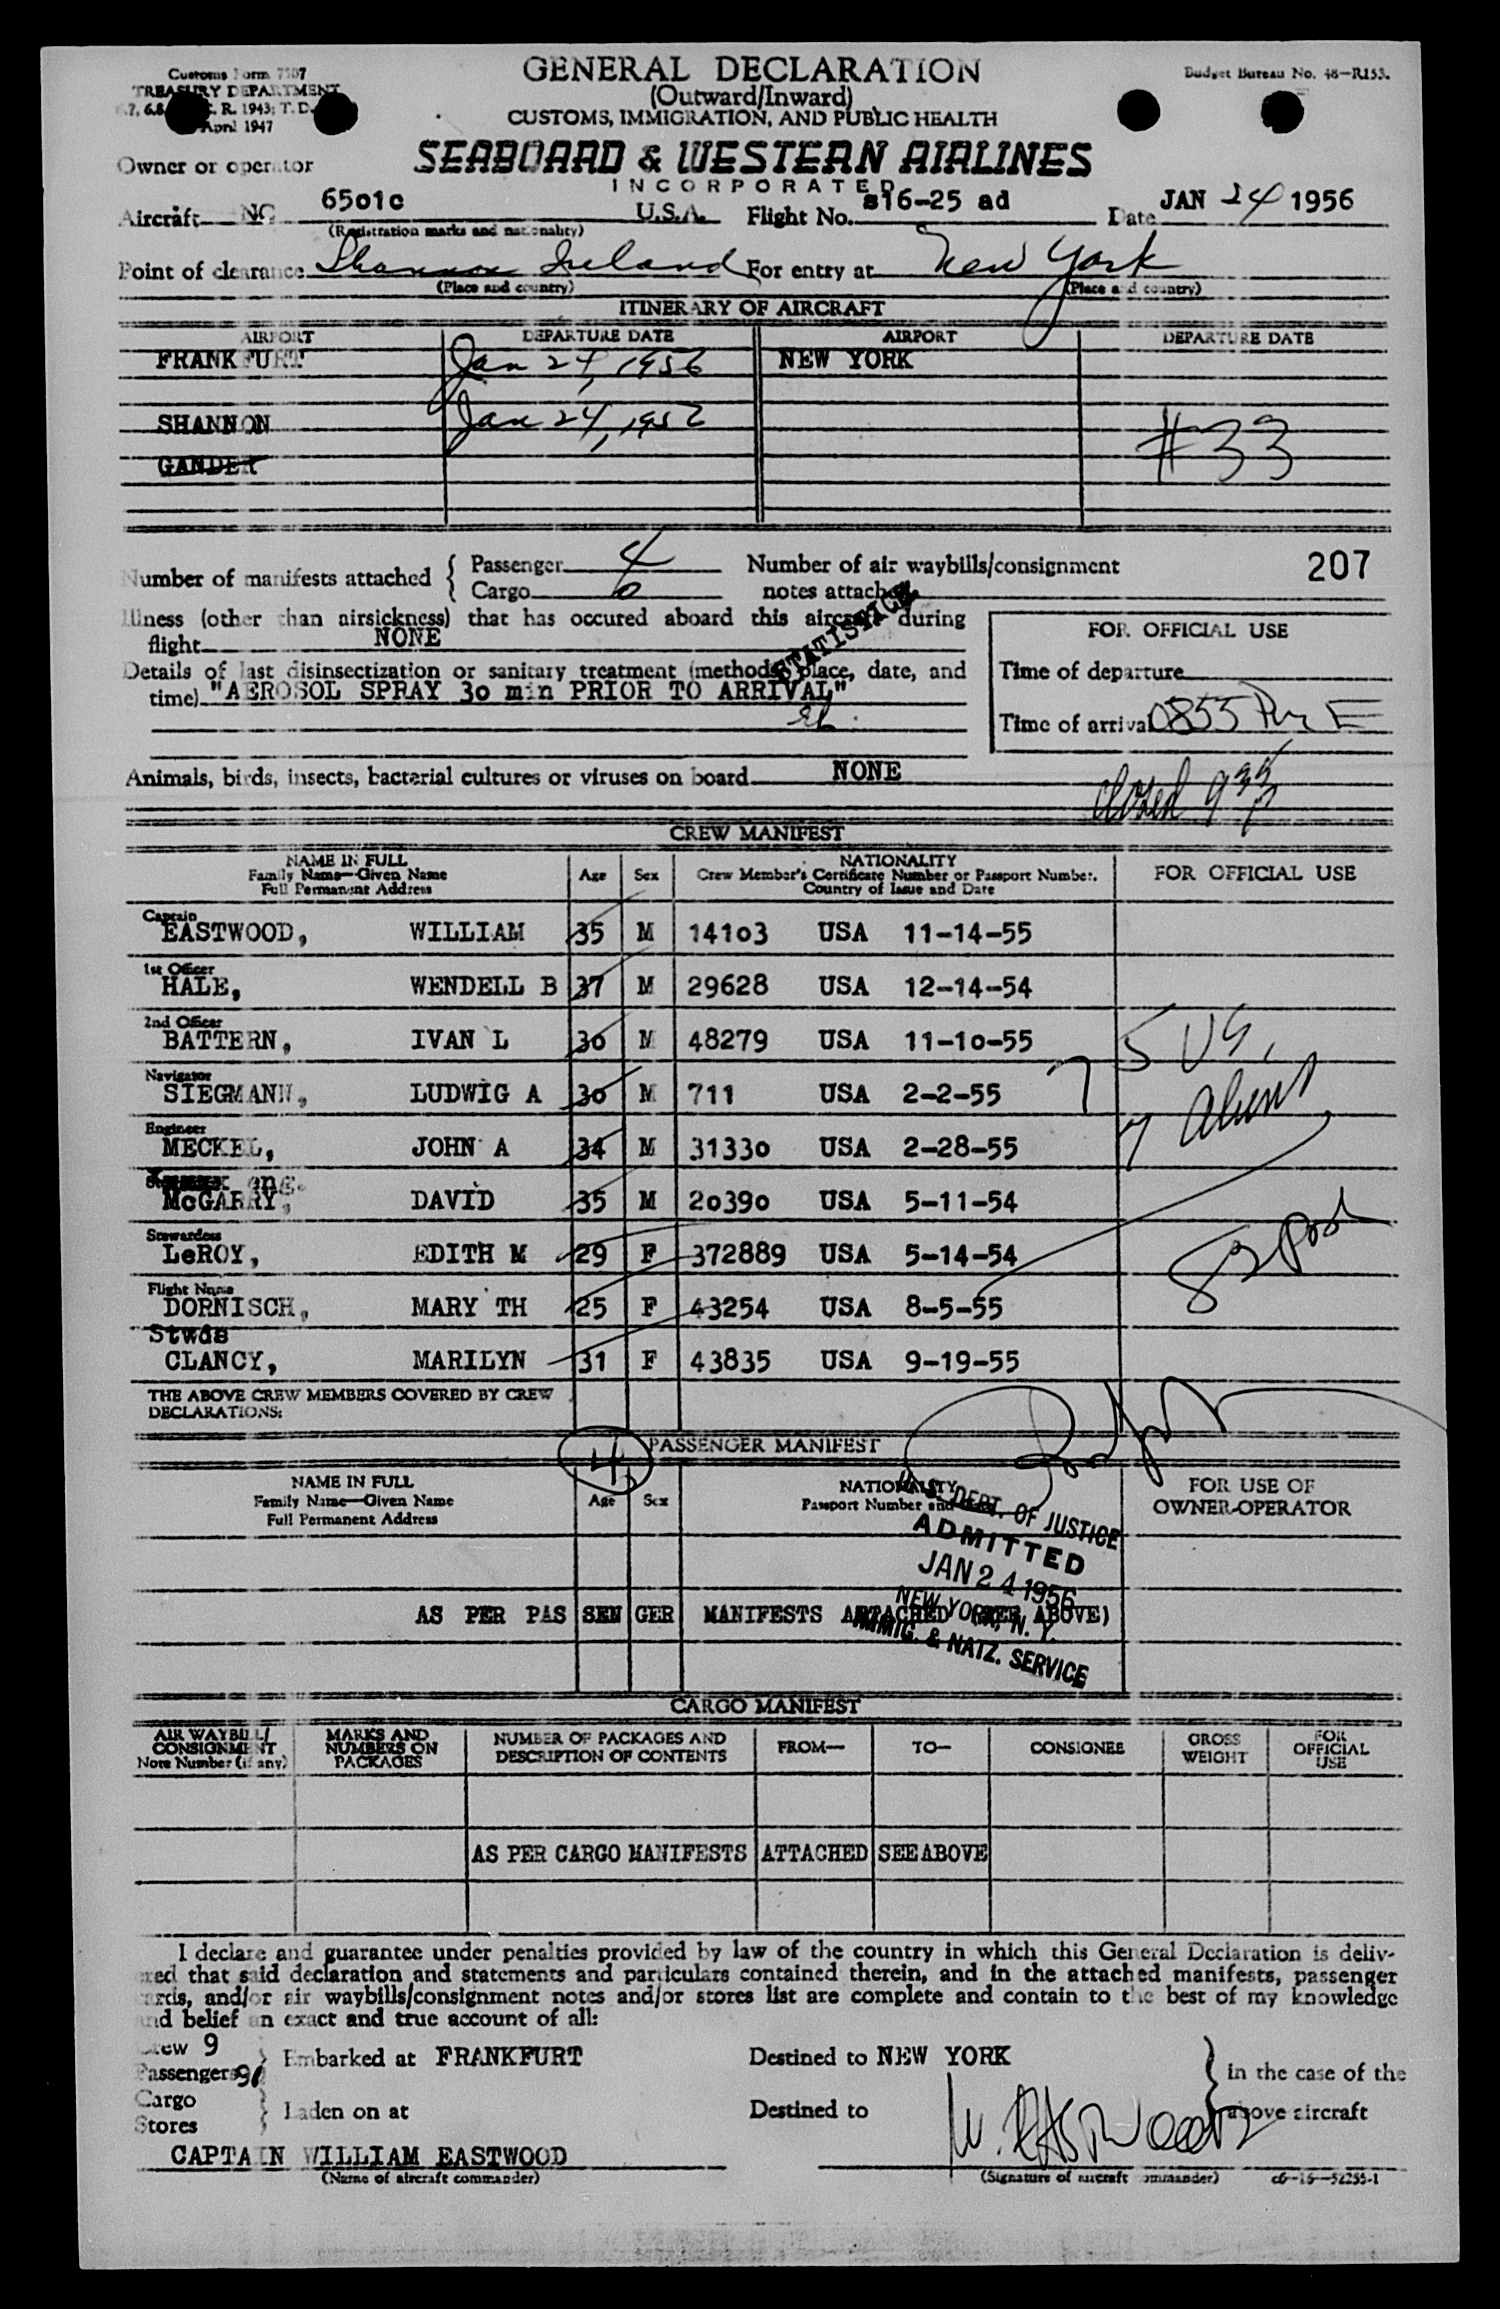 Customs Form 7507
TREASURY DEPARTMENT
C. R. 1943; T. D.
April 1947
GENERAL DECLARATION
(Outward/Inward)
CUSTOMS, IMMIGRATION, AND PUBLIC HEALTH
Budget Bureau No. 48-R153.
Owner or operator SEABOARD & WESTERN AIRLINES
INCORPORATED
Aircraft NC 6501c U.S.A. Flight No. s16-25 ad Date JAN 24 1956
(Registration marks and nationality)
Point of clearance Shannon Ireland For entry at New York
(Place and country) (Place and country)
ITINERARY OF AIRCRAFT
AIRPORT DEPARTURE DATE AIRPORT DEPARTURE DATE
FRANKFURT Jan 24, 1956 NEW YORK
SHANNON Jan 24, 1952 #33
GANDER
Number of manifests attached { Passenger 4 Number of air waybills/consignment 207
Cargo 6 notes attached
STATISTICS
Illness (other than airsickness) that has occured aboard this aircraft during
flight NONE
FOR OFFICIAL USE
Details of last disinsectization or sanitary treatment (method, place, date, and
time) "AEROSOL SPRAY 30 min PRIOR TO ARRIVAL"
Time of departure
Time of arrival 0855
Animals, birds, insects, bacterial cultures or viruses on board NONE
closed 9 35
CREW MANIFEST
NAME IN FULL
Family Name—Given Name
Full Permanent Address
Age Sex
NATIONALITY
Crew Member's Certificate Number or Passport Number,
Country of Issue and Date
FOR OFFICIAL USE
Captain
EASTWOOD, WILLIAM 35 M 14103 USA 11-14-55
1st Officer
HALE, WENDELL B 37 M 29628 USA 12-14-54
2nd Officer
BATTERN, IVAN L 30 M 48279 USA 11-10-55
Navigator
SIEGMANN, LUDWIG A 30 M 711 USA 2-2-55
Engineer
MECKEL, JOHN A 34 M 31330 USA 2-28-55
eng.
McGARRY, DAVID 35 M 20390 USA 5-11-54
Stewardess
LeROY, EDITH M 29 F 372889 USA 5-14-54
Flight Nurse
DORNISCH, MARY TH 25 F 43254 USA 8-5-55
Stwds
CLANCY, MARILYN 31 F 43835 USA 9-19-55
THE ABOVE CREW MEMBERS COVERED BY CREW
DECLARATIONS:
4
PASSENGER MANIFEST
NAME IN FULL
Family Name—Given Name
Full Permanent Address
Age Sex
NATIONALITY
Passport Number and
FOR USE OF
OWNER-OPERATOR
U. S. DEPT. OF JUSTICE
ADMITTED
JAN 24 1956
NEW YORK, N. Y.
IMMIG. & NATZ. SERVICE
AS PER PASSENGER MANIFESTS ATTACHED (SEE ABOVE)
CARGO MANIFEST
AIR WAYBILL/
CONSIGNMENT
Note Number (if any)
MARKS AND
NUMBERS ON
PACKAGES
NUMBER OF PACKAGES AND
DESCRIPTION OF CONTENTS
FROM—
TO—
CONSIGNEE
GROSS
WEIGHT
FOR
OFFICIAL
USE
AS PER CARGO MANIFESTS ATTACHED SEE ABOVE
I declare and guarantee under penalties provided by law of the country in which this General Declaration is deliv-
ered that said declaration and statements and particulars contained therein, and in the attached manifests, passenger
cards, and/or air waybills/consignment notes and/or stores list are complete and contain to the best of my knowledge
and belief an exact and true account of all:
Crew 9
Passengers 91 } Embarked at FRANKFURT Destined to NEW YORK } in the case of the
Cargo
Stores } Laden on at Destined to above aircraft
W. Eastwood
CAPTAIN WILLIAM EASTWOOD
(Name of aircraft commander) (Signature of aircraft commander) c6-16-52255-1